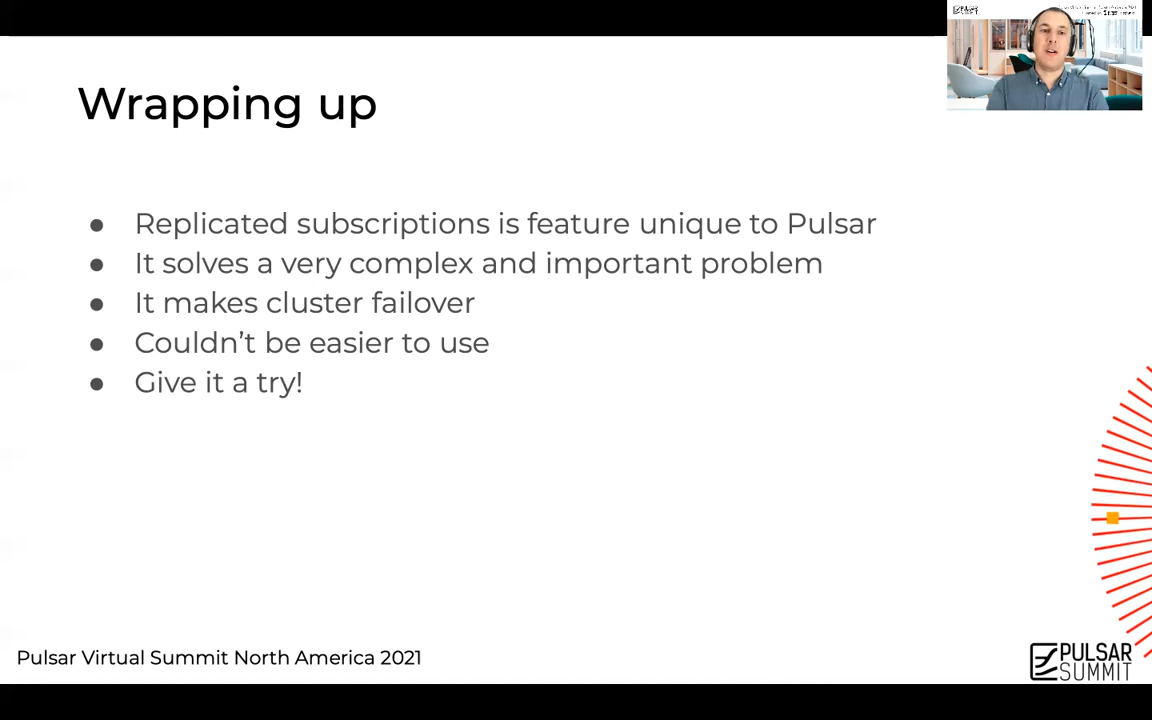 Wrapping up
● Replicated subscriptions is feature unique to Pulsar
● It solves a very complex and important problem
● It makes cluster failover
● Couldn't be easier to use
● Give it a try!
Pulsar Virtual Summit North America 2021
PULSAR
SUMMIT